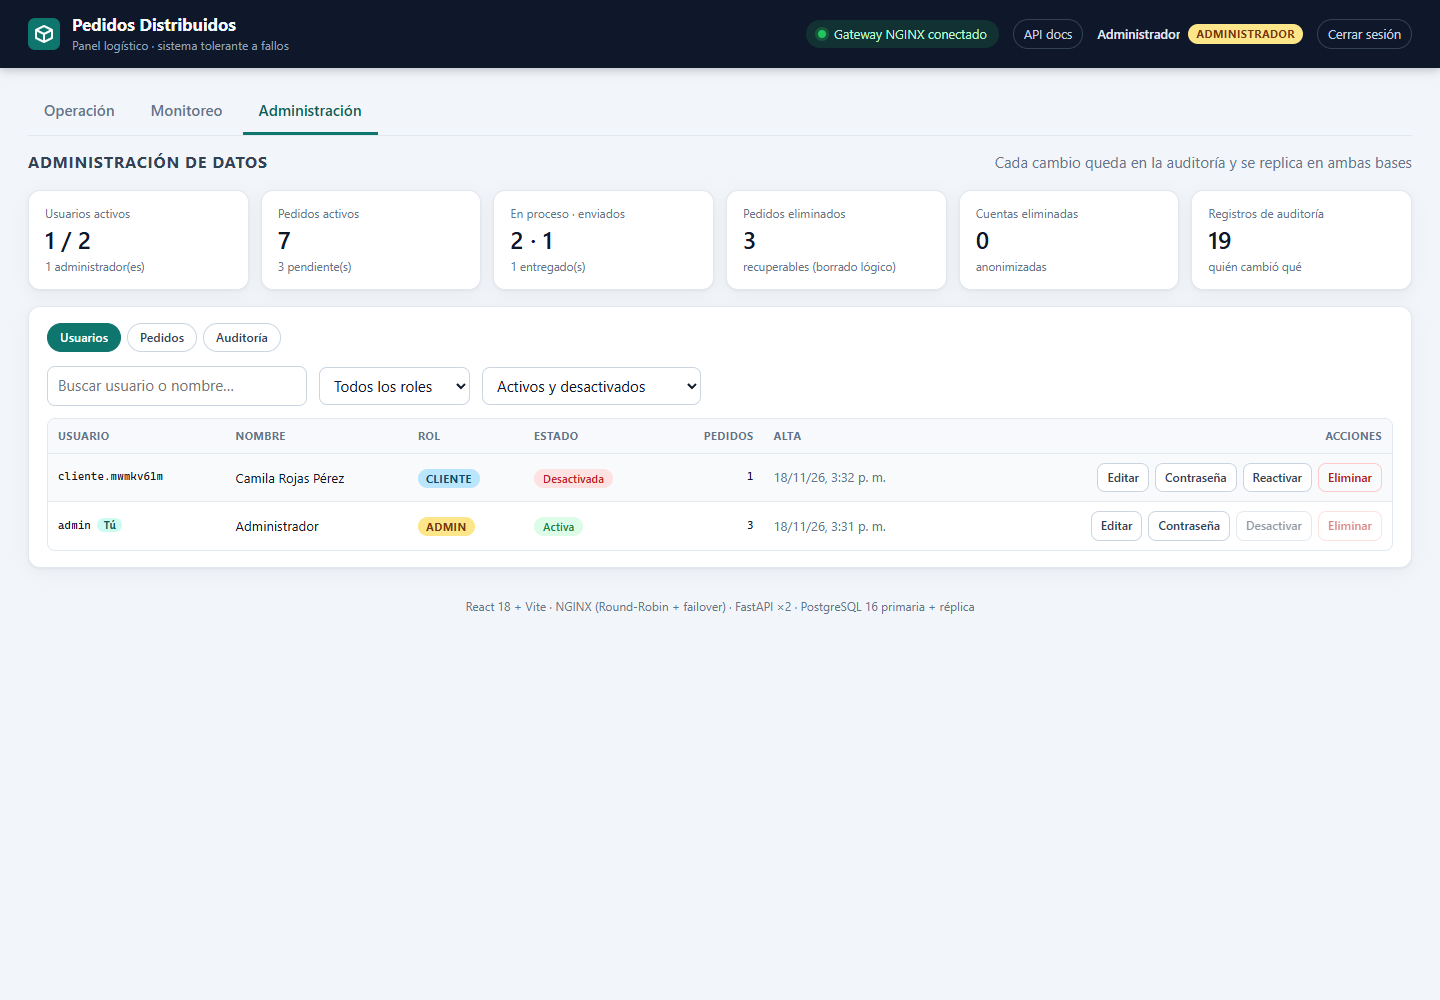 Pedidos Distribuidos
Panel logístico · sistema tolerante a fallos
Gateway NGINX conectado
API docs
Administrador
ADMINISTRADOR
Cerrar sesión
Operación
Monitoreo
Administración
ADMINISTRACIÓN DE DATOS
Cada cambio queda en la auditoría y se replica en ambas bases
Usuarios activos
1 / 2
1 administrador(es)
Pedidos activos
7
3 pendiente(s)
En proceso · enviados
2 · 1
1 entregado(s)
Pedidos eliminados
3
recuperables (borrado lógico)
Cuentas eliminadas
0
anonimizadas
Registros de auditoría
19
quién cambió qué
Usuarios
Pedidos
Auditoría
Buscar usuario o nombre...
Todos los roles
Activos y desactivados
USUARIO NOMBRE ROL ESTADO PEDIDOS ALTA ACCIONES
cliente.mwmkv61m Camila Rojas Pérez CLIENTE Desactivada 1 18/11/26, 3:32 p. m. Editar Contraseña Reactivar Eliminar
admin Tú Administrador ADMIN Activa 3 18/11/26, 3:31 p. m. Editar Contraseña Desactivar Eliminar
React 18 + Vite · NGINX (Round-Robin + failover) · FastAPI ×2 · PostgreSQL 16 primaria + réplica